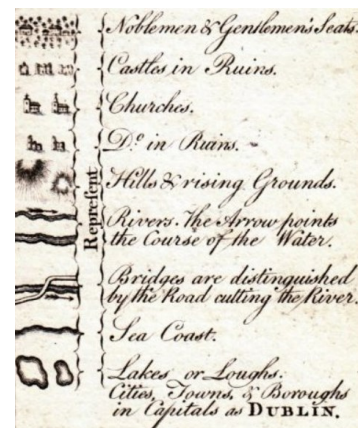 Noblemen & Gentlemen's Seats.
Castles in Ruins.
Churches.
Do. in Ruins.
Hills & rising Grounds.
Rivers. The Arrow points
the Course of the Water.
Represent
Bridges are distinguished
by the Road cutting the River.
Sea Coast.
Lakes or Loughs.
Cities, Towns, & Boroughs
in Capitals as DUBLIN.